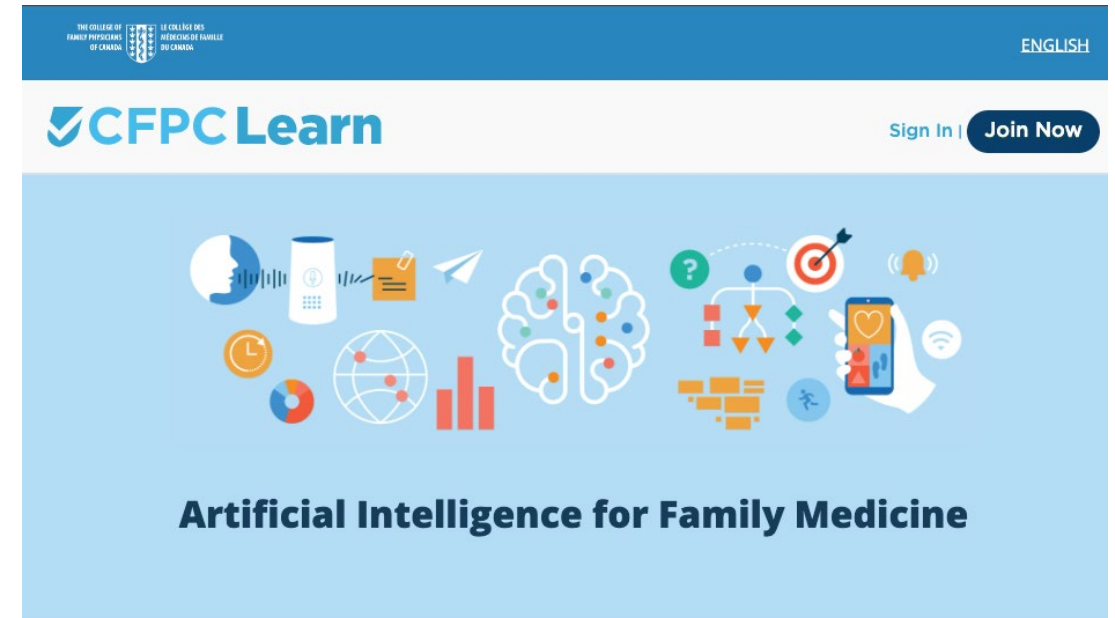 THE COLLEGE OF
FAMILY PHYSICIANS
OF CANADA
LE COLLÈGE DES
MÉDECINS DE FAMILLE
DU CANADA
ENGLISH
CFPC Learn
Sign In | Join Now
?
Artificial Intelligence for Family Medicine